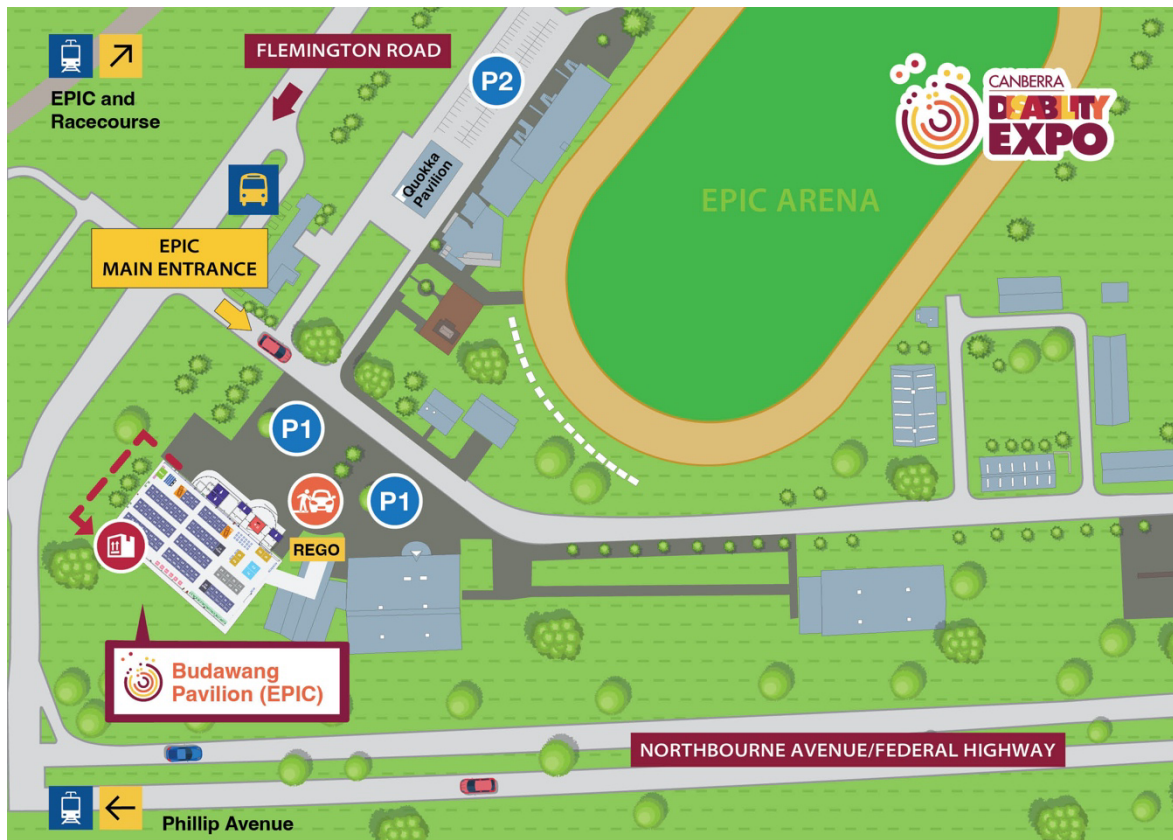 FLEMINGTON ROAD
EPIC and
Racecourse
P2
CANBERRA
DISABILITY
EXPO
Quokka
Pavilion
EPIC ARENA
EPIC
MAIN ENTRANCE
P1
P1
REGO
Budawang
Pavilion (EPIC)
NORTHBOURNE AVENUE/FEDERAL HIGHWAY
Phillip Avenue